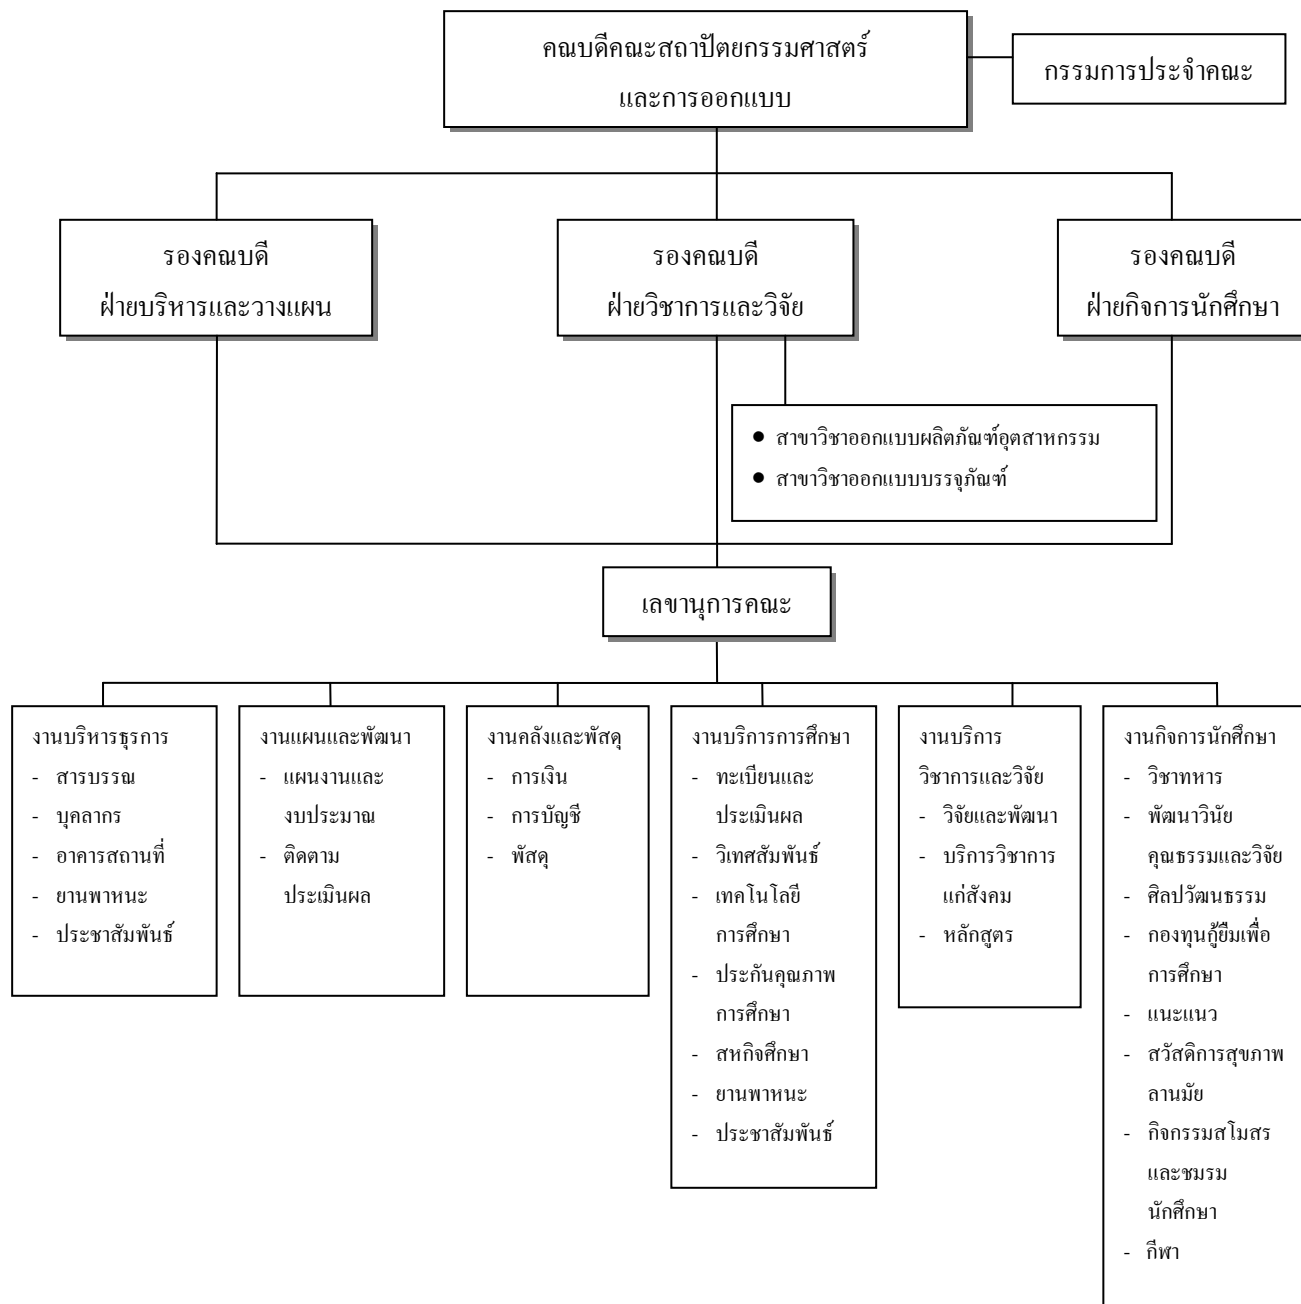 คณบดีคณะสถาปัตยกรรมศาสตร์
และการออกแบบ
กรรมการประจำคณะ
รองคณบดี
ฝ่ายบริหารและวางแผน
รองคณบดี
ฝ่ายวิชาการและวิจัย
รองคณบดี
ฝ่ายกิจการนักศึกษา
● สาขาวิชาออกแบบผลิตภัณฑ์อุตสาหกรรม
● สาขาวิชาออกแบบบรรจุภัณฑ์
เลขานุการคณะ
งานบริหารธุรการ
- สารบรรณ
- บุคลากร
- อาคารสถานที่
- ยานพาหนะ
- ประชาสัมพันธ์
งานแผนและพัฒนา
- แผนงานและ
งบประมาณ
- ติดตาม
ประเมินผล
งานคลังและพัสดุ
- การเงิน
- การบัญชี
- พัสดุ
งานบริการการศึกษา
- ทะเบียนและ
ประเมินผล
- วิเทศสัมพันธ์
- เทคโนโลยี
การศึกษา
- ประกันคุณภาพ
การศึกษา
- สหกิจศึกษา
- ยานพาหนะ
- ประชาสัมพันธ์
งานบริการ
วิชาการและวิจัย
- วิจัยและพัฒนา
- บริการวิชาการ
แก่สังคม
- หลักสูตร
งานกิจการนักศึกษา
- วิชาทหาร
- พัฒนาวินัย
คุณธรรมและวิจัย
- ศิลปวัฒนธรรม
- กองทุนกู้ยืมเพื่อ
การศึกษา
- แนะแนว
- สวัสดิการสุขภาพ
ลานมัย
- กิจกรรมสโมสร
และชมรม
นักศึกษา
- กีฬา